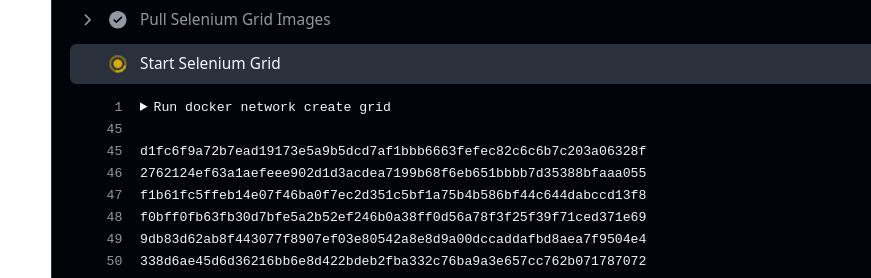 Pull Selenium Grid Images
Start Selenium Grid
1 Run docker network create grid
45
45 d1fc6f9a72b7ead19173e5a9b5dcd7af1bbb6663fefec82c6c6b7c203a06328f
46 2762124ef63a1aefeee902d1d3acdea7199b68f6eb651bbbb7d35388bfaaa055
47 f1b61fc5ffeb14e07f46ba0f7ec2d351c5bf1a75b4b586bf44c644dabccd13f8
48 f0bff0fb63fb30d7bfe5a2b52ef246b0a38ff0d56a78f3f25f39f71ced371e69
49 9db83d62ab8f443077f8907ef03e80542a8e8d9a00dccaddafbd8aea7f9504e4
50 338d6ae45d6d36216bb6e8d422bdeb2fba332c76ba9a3e657cc762b071787072